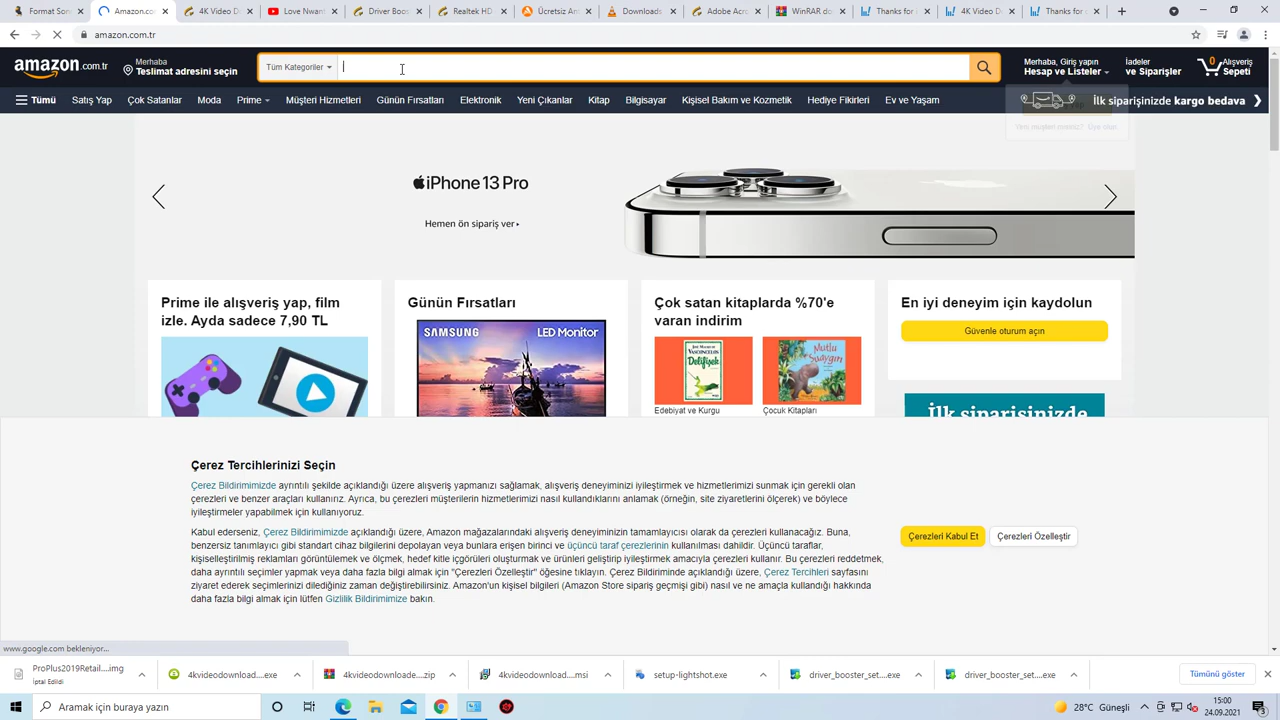 Format Son
Amazon.co
4K Video D
Love Nwant
Driver Boos
Realtek HD
Ücretsiz An
Downloads
Adobe Acro
WinRAR do
Thanks for
4K Video D
Thanks for
amazon.com.tr
amazon.com.tr
Merhaba
Teslimat adresini seçin
Tüm Kategoriler
Merhaba, Giriş yapın
Hesap ve Listeler
İadeler
ve Siparişler
0
Alışveriş
Sepeti
Tümü
Satış Yap
Çok Satanlar
Moda
Prime
Müşteri Hizmetleri
Günün Fırsatları
Elektronik
Yeni Çıkanlar
Kitap
Bilgisayar
Kişisel Bakım ve Kozmetik
Hediye Fikirleri
Ev ve Yaşam
İlk siparişinizde kargo bedava
Yeni müşteri misiniz? Üye olun
iPhone 13 Pro
Hemen ön sipariş ver
Prime ile alışveriş yap, film
izle. Ayda sadece 7,90 TL
Günün Fırsatları
SAMSUNG
LED Monitor
Çok satan kitaplarda %70'e
varan indirim
Delifişek
Mutlu
Edebiyat ve Kurgu
Çocuk Kitapları
En iyi deneyim için kaydolun
Güvenle oturum açın
İlk siparişinizde
Çerez Tercihlerinizi Seçin
Çerez Bildirimimizde ayrıntılı şekilde açıklandığı üzere alışveriş yapmanızı sağlamak, alışveriş deneyiminizi iyileştirmek ve hizmetlerimizi sunmak için gerekli olan
çerezleri ve benzer araçları kullanırız. Ayrıca, bu çerezleri müşterilerin hizmetlerimizi nasıl kullandıklarını anlamak (örneğin, site ziyaretlerini ölçerek) ve böylece
iyileştirmeler yapabilmek için kullanıyoruz.
Kabul ederseniz, Çerez Bildirimimizde açıklandığı üzere, Amazon mağazalarındaki alışveriş deneyiminizin tamamlayıcısı olarak da çerezleri kullanacağız. Buna,
benzersiz tanımlayıcı gibi standart cihaz bilgilerini depolayan veya bunlara erişen birinci ve üçüncü taraf çerezlerinin kullanılması dahildir. Üçüncü taraflar,
kişiselleştirilmiş reklamları görüntülemek ve ölçmek, hedef kitle içgörüleri oluşturmak ve ürünleri geliştirip iyileştirmek amacıyla çerezleri kullanır. Bu çerezleri reddetmek,
daha ayrıntılı seçimler yapmak veya daha fazla bilgi almak için "Çerezleri Özelleştir" öğesine tıklayın. Çerez Bildiriminde açıklandığı üzere, Çerez Tercihleri sayfasını
ziyaret ederek seçimlerinizi dilediğiniz zaman değiştirebilirsiniz. Amazon'un kişisel bilgileri (Amazon Store sipariş geçmişi gibi) nasıl ve ne amaçla kullandığı hakkında
daha fazla bilgi almak için lütfen Gizlilik Bildirimimize bakın.
Çerezleri Kabul Et
Çerezleri Özelleştir
www.google.com bekleniyor...
ProPlus2019Retail....img
İptal Edildi
4kvideodownload....exe
4kvideodownload....zip
4kvideodownload....msi
setup-lightshot.exe
driver_booster_set....exe
driver_booster_set....exe
Tümünü göster
Aramak için buraya yazın
28°C Güneşli
15:00
24.09.2021
3